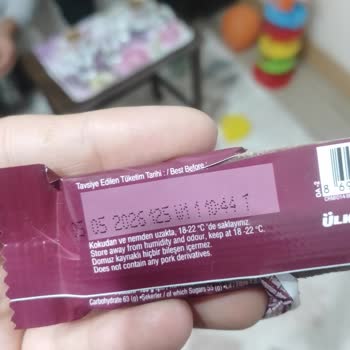 Tavsiye Edilen Tüketim Tarihi : / Best Before :
05 2026 125 W1 1 10:44 T
Kokudan ve nemden uzakta, 18-22 °C 'de saklayınız.
Store away from humidity and odour, keep at 18 -22 °C.
Domuz kaynaklı hiçbir bileşen içermez.
Does not contain any pork derivatives.
ÜLK